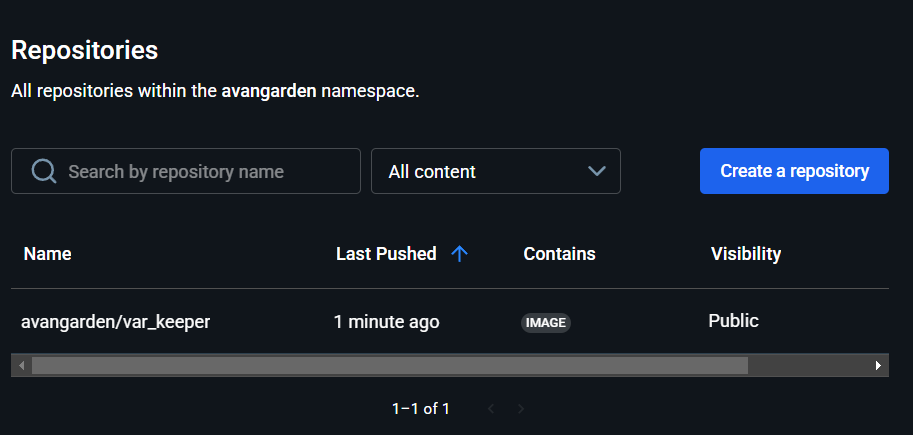 Repositories
All repositories within the avangarden namespace.
Search by repository name
All content
Create a repository
Name Last Pushed Contains Visibility
avangarden/var_keeper 1 minute ago IMAGE Public
1–1 of 1